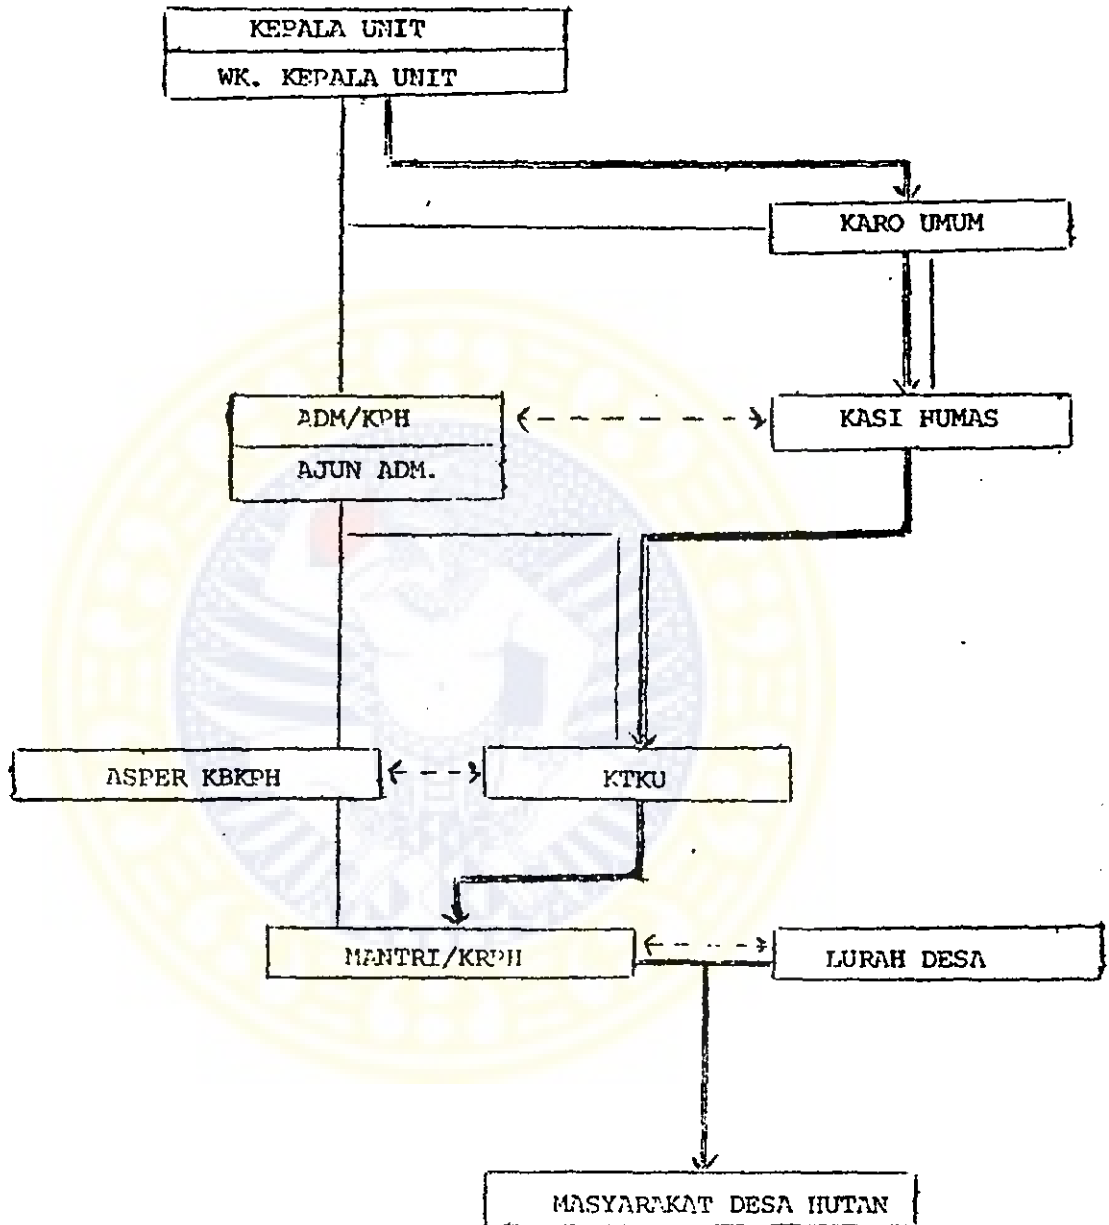 KEPALA UNIT
WK. KEPALA UNIT
KARO UMUM
ADM/KPH
KASI HUMAS
AJUN ADM.
ASPER KBKPH
KTKU
MANTRI/KRPH
LURAH DESA
MASYARAKAT DESA HUTAN